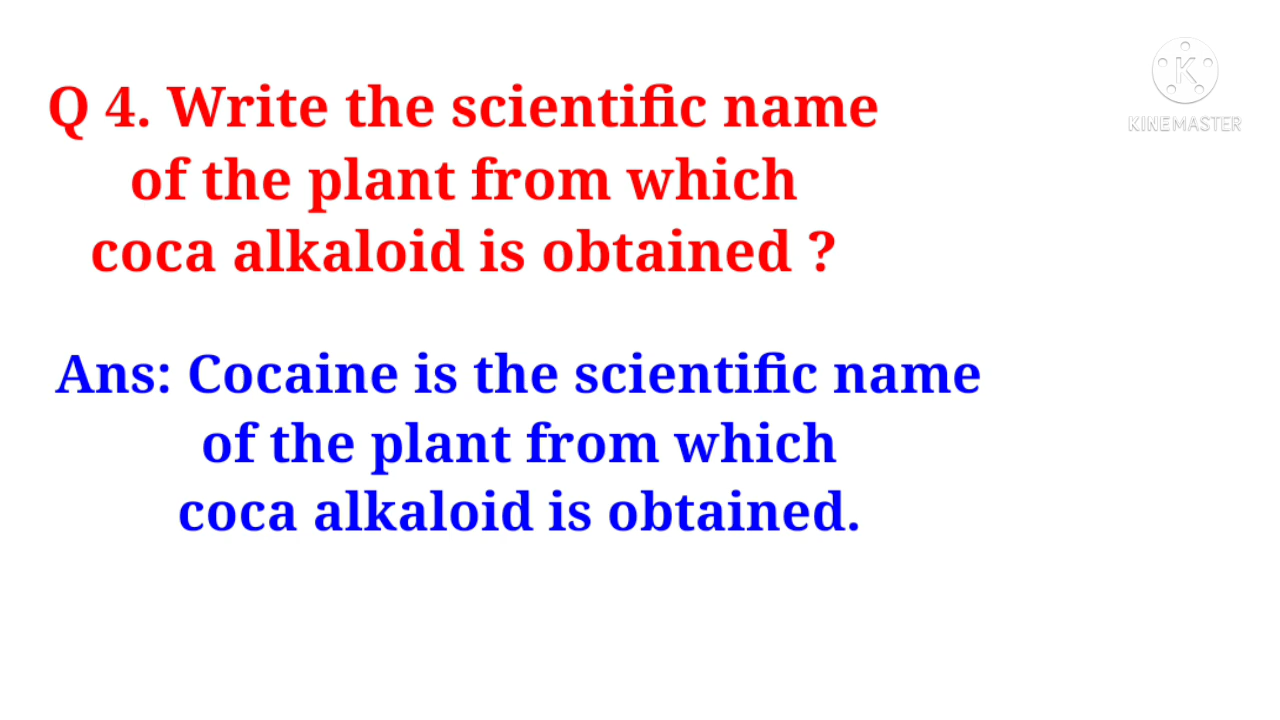 Q 4. Write the scientific name
of the plant from which
coca alkaloid is obtained ?
Ans: Cocaine is the scientific name
of the plant from which
coca alkaloid is obtained.
K
KINEMASTER